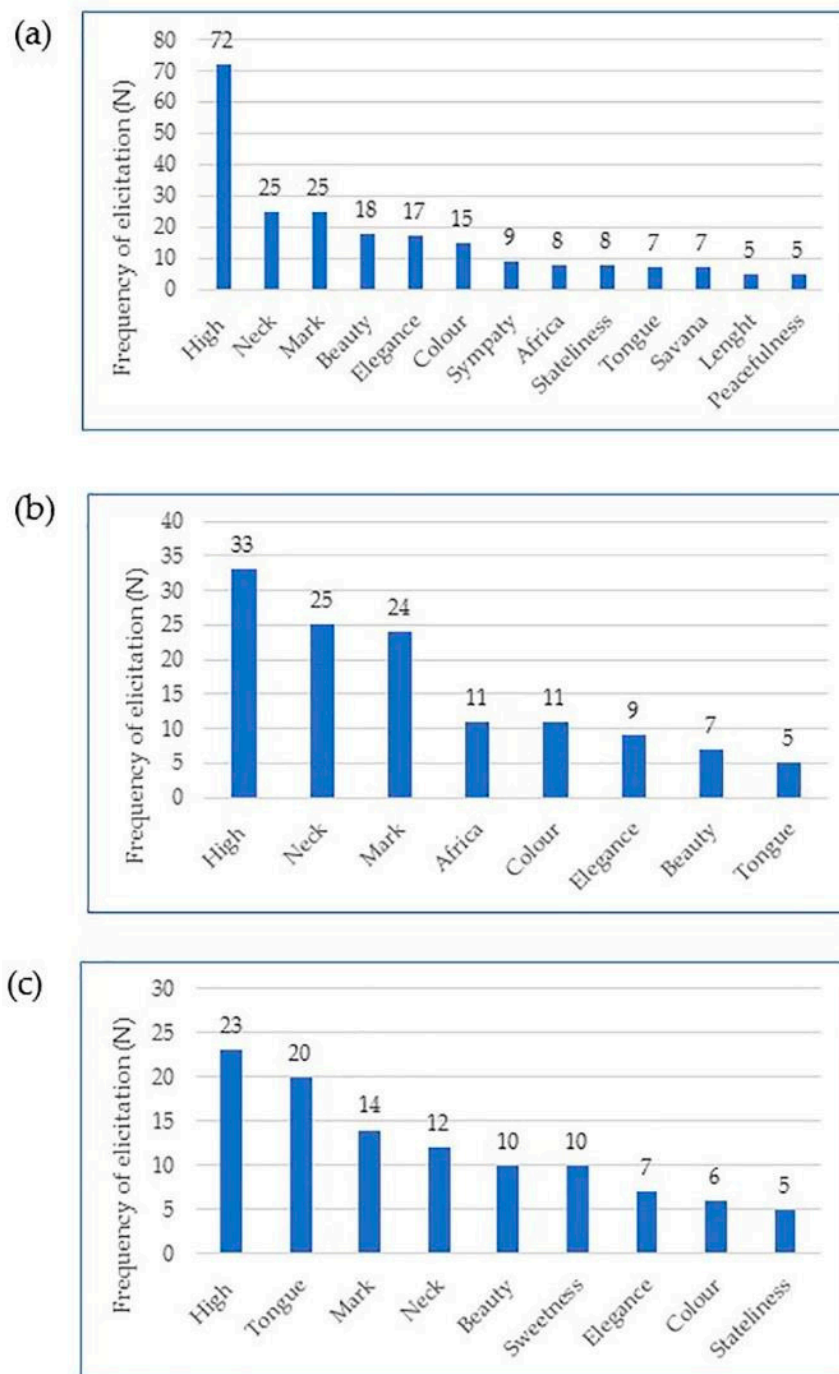 (a)
Frequency of elicitation (N)
80
70
60
50
40
30
20
10
0
72
25
25
18
17
15
9
8
8
7
7
5
5
High
Neck
Mark
Beauty
Elegance
Colour
Sympaty
Africa
Stateliness
Tongue
Savana
Lenght
Peacefulness
(b)
Frequency of elicitation (N)
40
35
30
25
20
15
10
5
0
33
25
24
11
11
9
7
5
High
Neck
Mark
Africa
Colour
Elegance
Beauty
Tongue
(c)
Frequency of elicitation (N)
30
25
20
15
10
5
0
23
20
14
12
10
10
7
6
5
High
Tongue
Mark
Neck
Beauty
Sweetness
Elegance
Colour
Stateliness